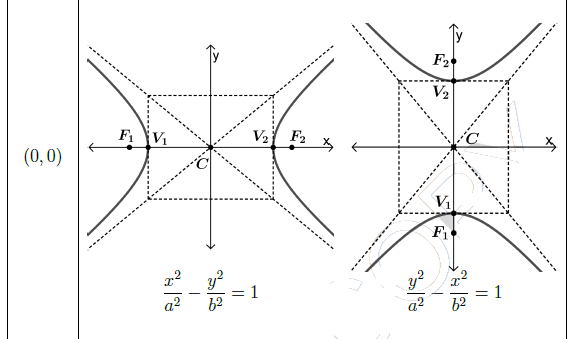 (0, 0)
y
F₁ V₁ V₂ F₂ x
C
x²/a² − y²/b² = 1
y
F₂
V₂
C x
V₁
F₁
y²/a² − x²/b² = 1